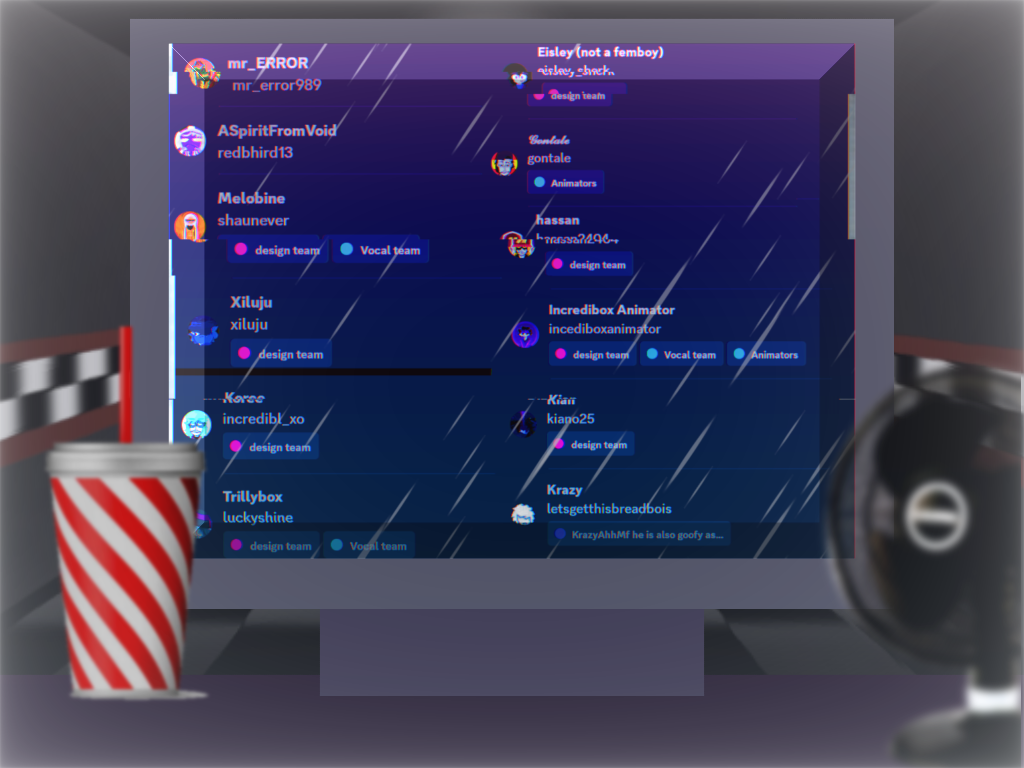 mr_ERROR
mr_error989
ASpiritFromVoid
redbhird13
Melobine
shaunever
design team Vocal team
Xiluju
xiluju
design team
incredibl_xo
design team
Trillybox
luckyshine
design team Vocal team
Eisley (not a femboy)
design team
Gontale
gontale
Animators
hassan
design team
Incredibox Animator
incediboxanimator
design team Vocal team Animators
Kian
kiano25
design team
Krazy
letsgetthisbreadbois
KrazyAhhMf he is also goofy as...